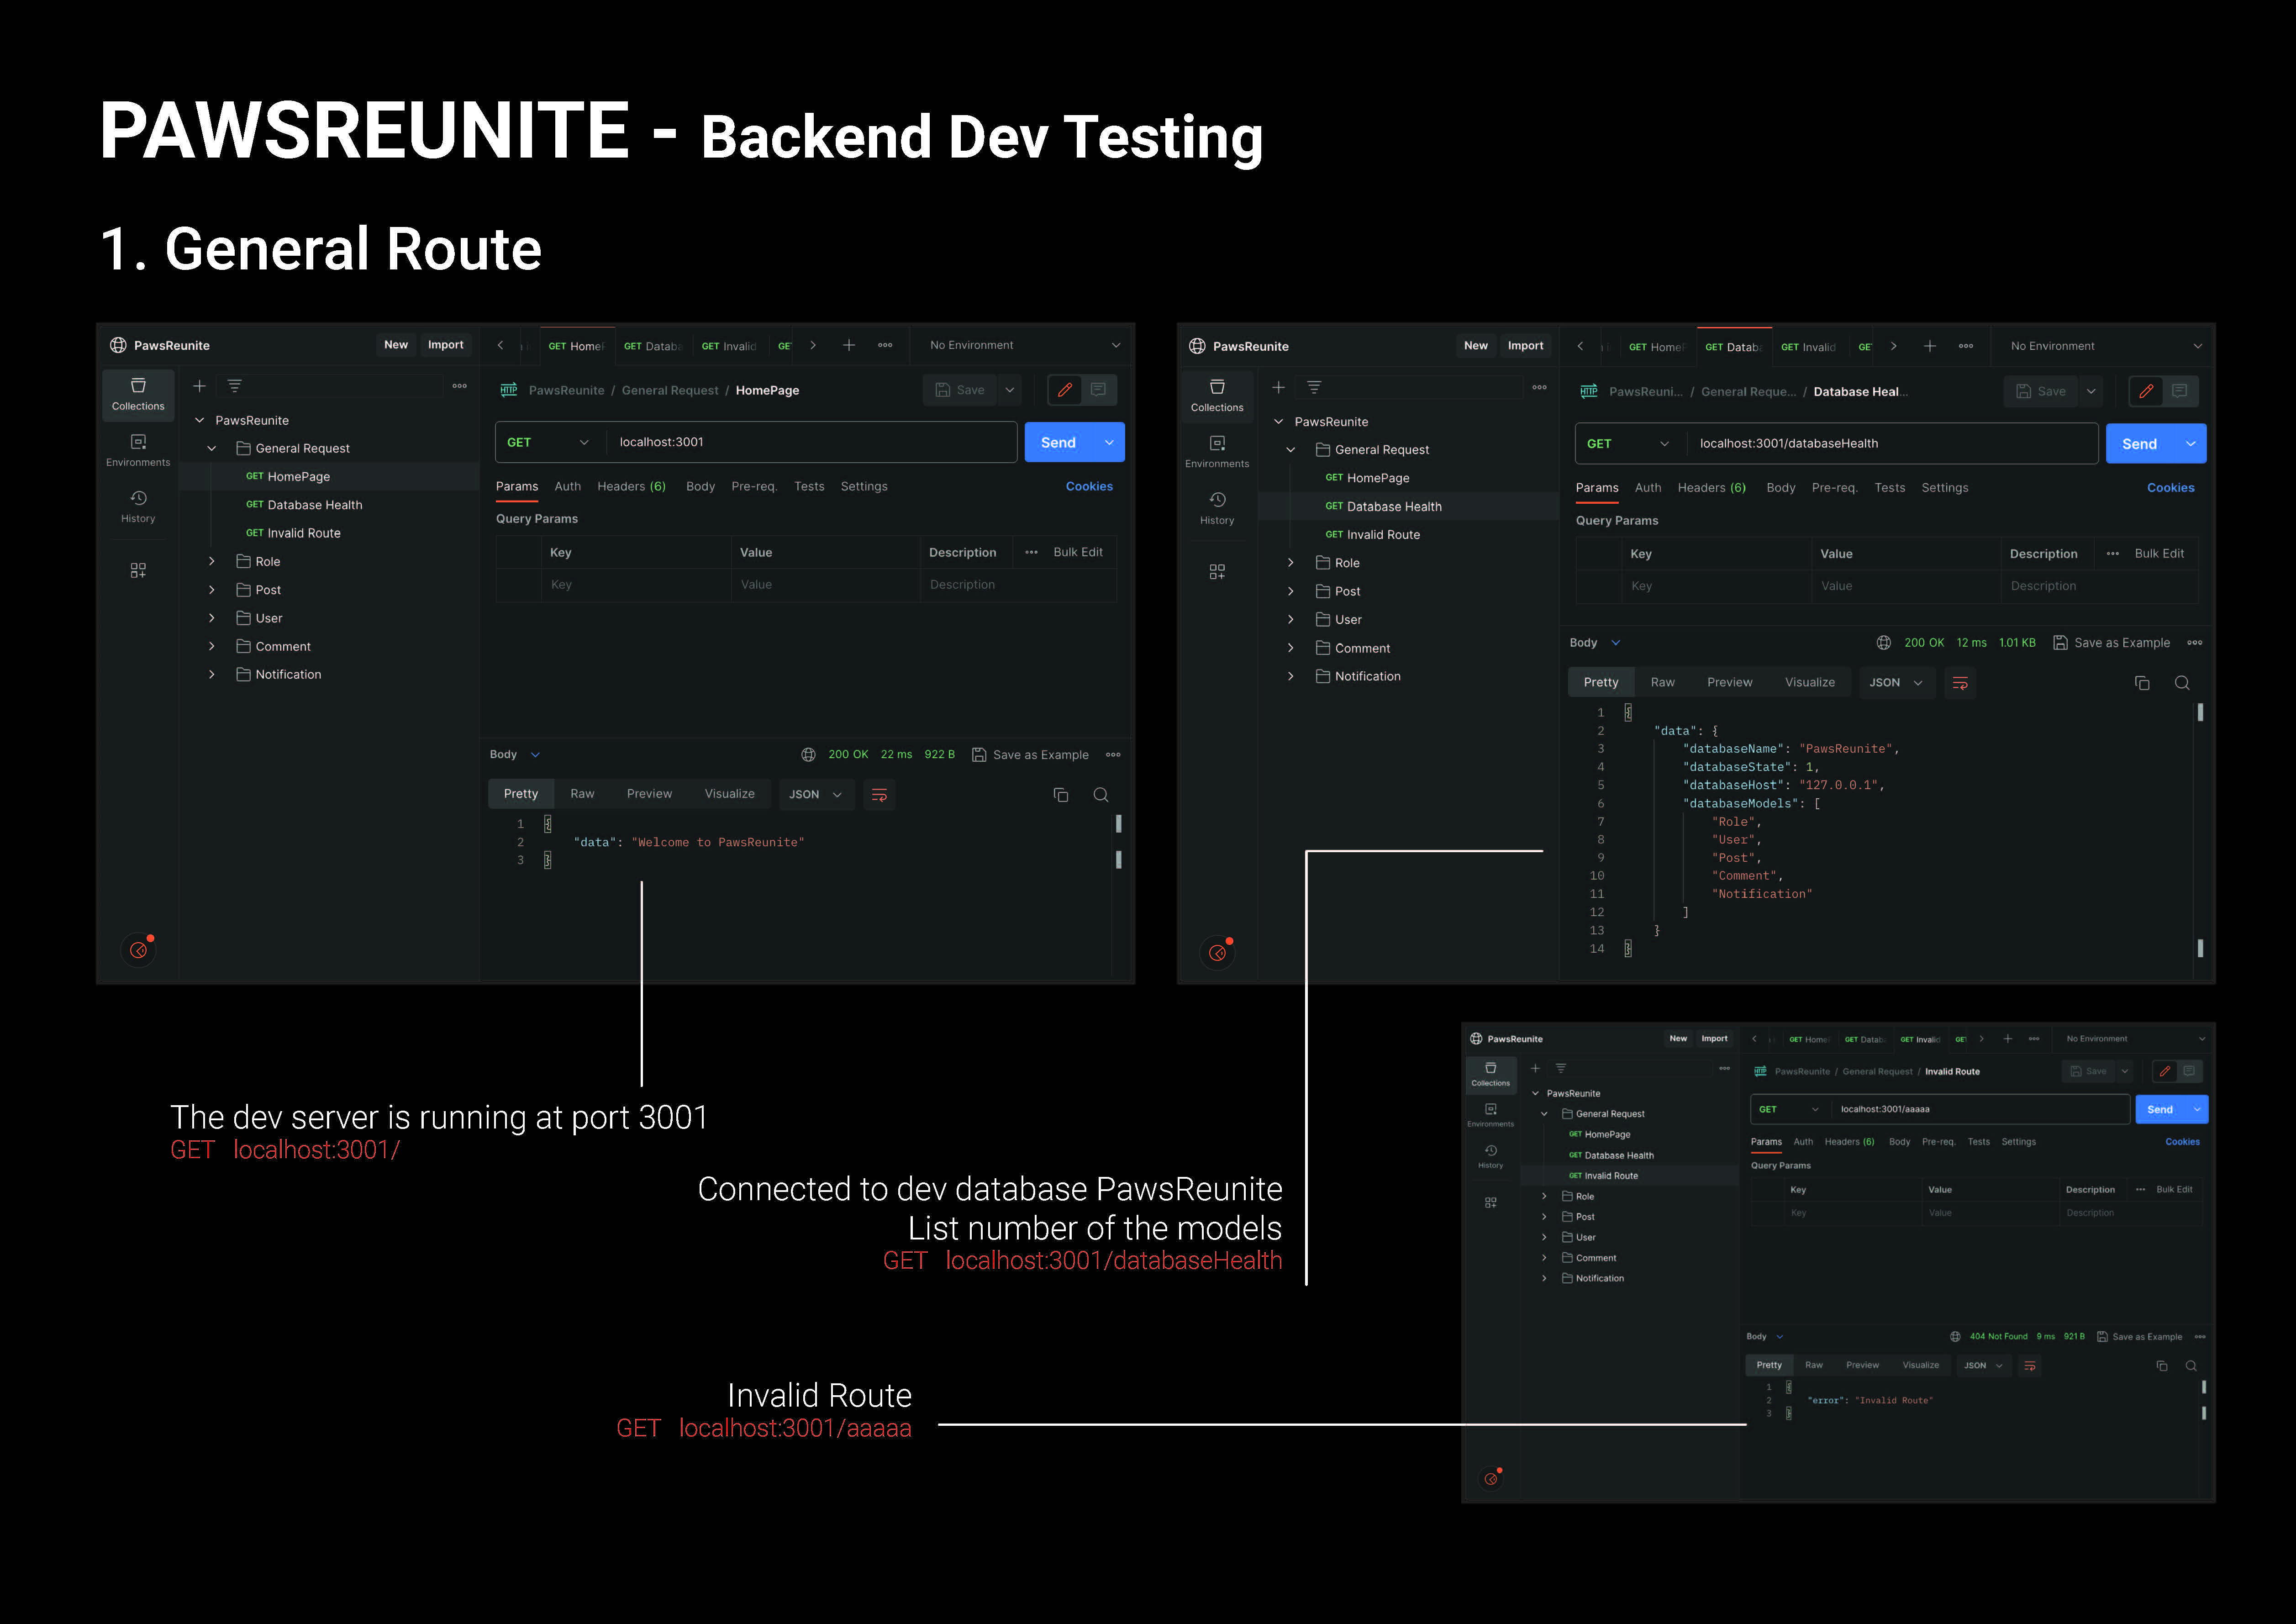 PAWSREUNITE - Backend Dev Testing
1. General Route
PawsReunite
New Import
GET Home
GET Datab
GET Invalid
GE
No Environment
Collections
Environments
History
PawsReunite
General Request
GET HomePage
GET Database Health
GET Invalid Route
Role
Post
User
Comment
Notification
HTTP PawsReunite / General Request / HomePage
Save
GET localhost:3001
Send
Params Auth Headers (6) Body Pre-req. Tests Settings Cookies
Query Params
Key Value Description Bulk Edit
Key Value Description
Body 200 OK 22 ms 922 B Save as Example
Pretty Raw Preview Visualize JSON
1 {
2 "data": "Welcome to PawsReunite"
3 }
PawsReunite
New Import
GET Home
GET Datab
GET Invalid
GE
No Environment
Collections
Environments
History
PawsReunite
General Request
GET HomePage
GET Database Health
GET Invalid Route
Role
Post
User
Comment
Notification
HTTP PawsReuni... / General Reque... / Database Heal...
Save
GET localhost:3001/databaseHealth
Send
Params Auth Headers (6) Body Pre-req. Tests Settings Cookies
Query Params
Key Value Description Bulk Edit
Key Value Description
Body 200 OK 12 ms 1.01 KB Save as Example
Pretty Raw Preview Visualize JSON
1 {
2 "data": {
3 "databaseName": "PawsReunite",
4 "databaseState": 1,
5 "databaseHost": "127.0.0.1",
6 "databaseModels": [
7 "Role",
8 "User",
9 "Post",
10 "Comment",
11 "Notification"
12 ]
13 }
14 }
The dev server is running at port 3001
GET localhost:3001/
Connected to dev database PawsReunite
List number of the models
GET localhost:3001/databaseHealth
Invalid Route
GET localhost:3001/aaaaa
PawsReunite
New Import
GET Home
GET Datab
GET Invalid
GE
No Environment
Collections
Environments
History
PawsReunite
General Request
GET HomePage
GET Database Health
GET Invalid Route
Role
Post
User
Comment
Notification
HTTP PawsReunite / General Request / Invalid Route
Save
GET localhost:3001/aaaaa
Send
Params Auth Headers (6) Body Pre-req. Tests Settings Cookies
Query Params
Key Value Description Bulk Edit
Key Value Description
Body 404 Not Found 9 ms 921 B Save as Example
Pretty Raw Preview Visualize JSON
1 {
2 "error": "Invalid Route"
3 }